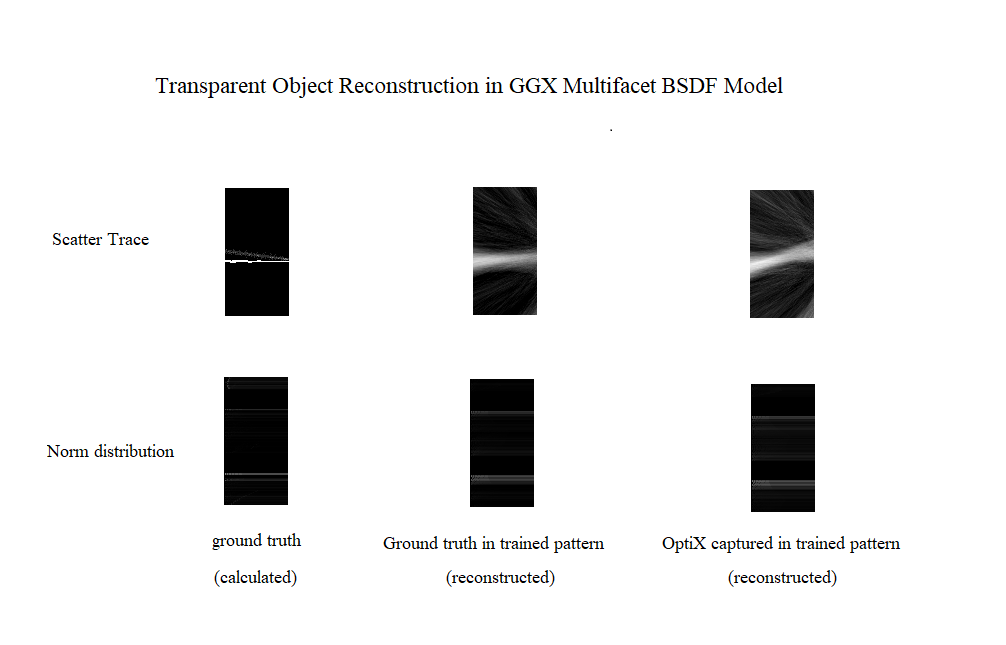 Transparent Object Reconstruction in GGX Multifacet BSDF Model
.
Scatter Trace
Norm distribution
ground truth
(calculated)
Ground truth in trained pattern
(reconstructed)
OptiX captured in trained pattern
(reconstructed)